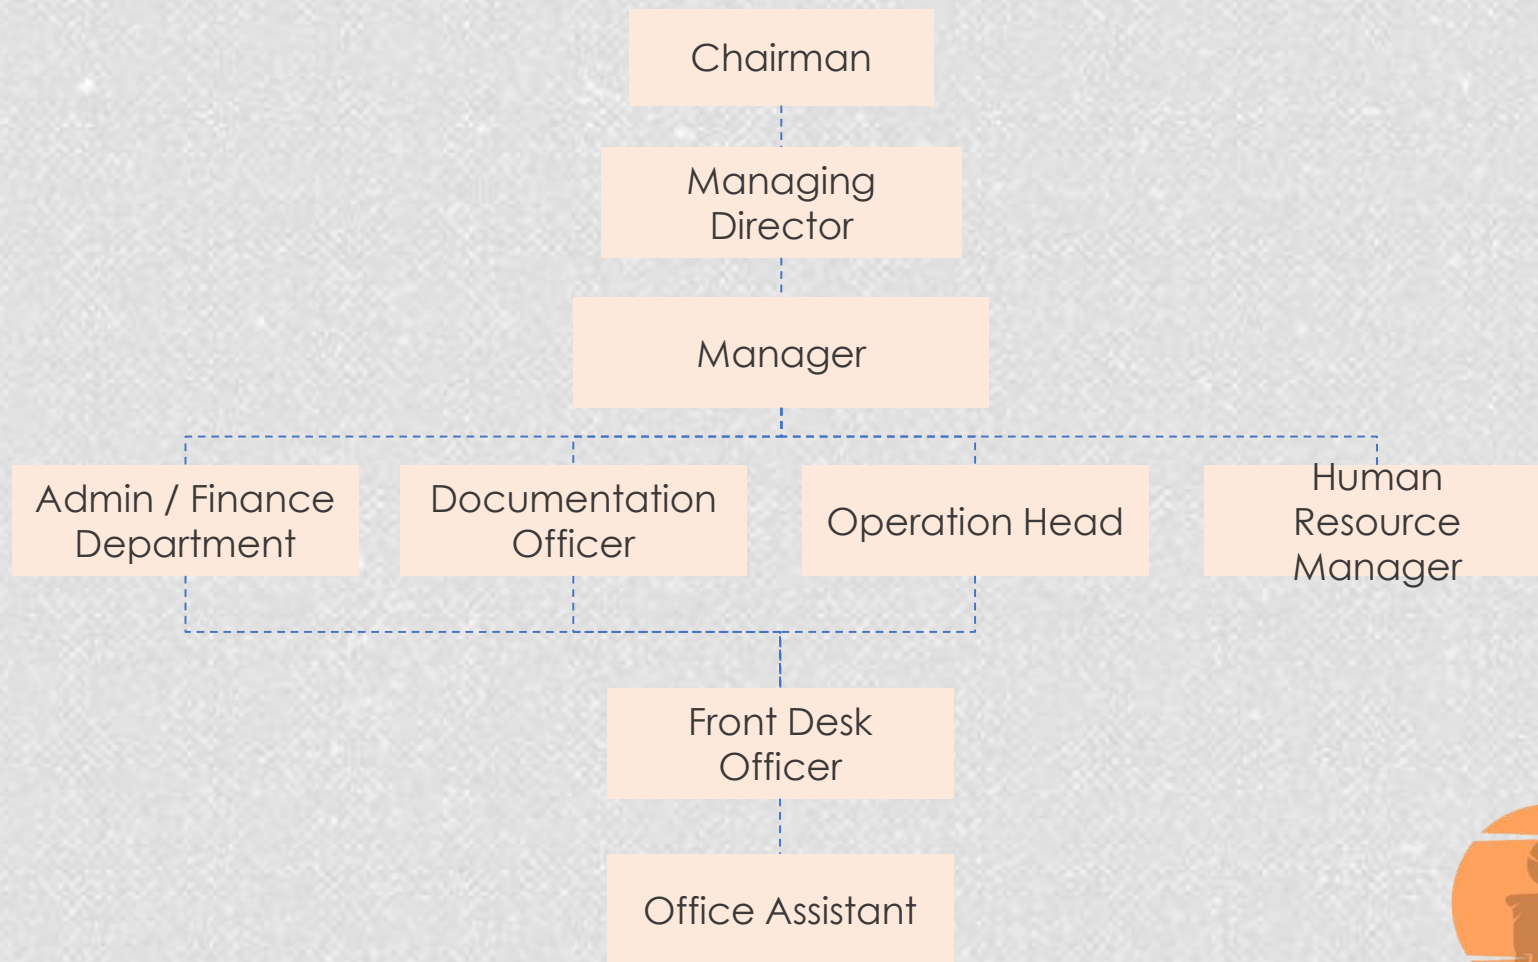 Chairman
Managing
Director
Manager
Admin / Finance
Department
Documentation
Officer
Operation Head
Human
Resource
Manager
Front Desk
Officer
Office Assistant